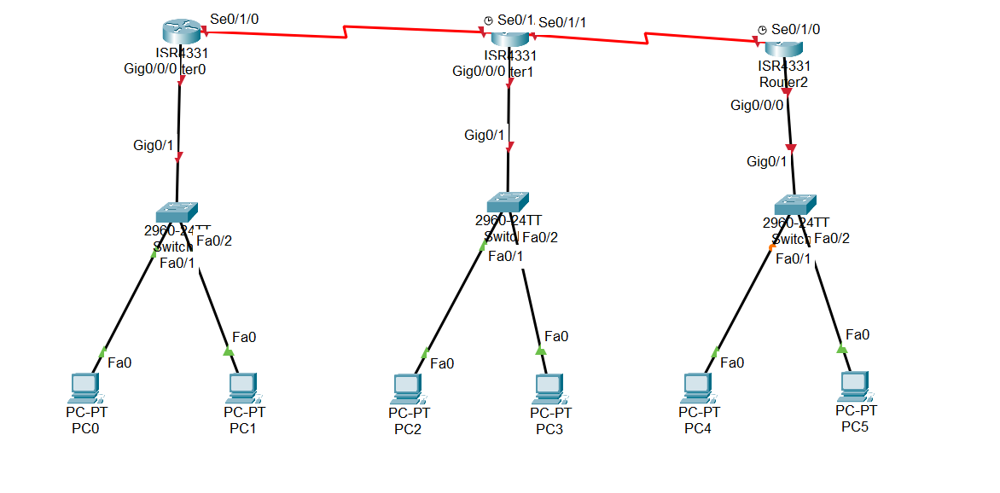 Se0/1/0
Se0/1.
Se0/1/1
Se0/1/0
ISR4331
Gig0/0/0 ter0
ISR4331
Gig0/0/0 ter1
ISR4331
Router2
Gig0/0/0
Gig0/1
Gig0/1
Gig0/1
2960-24TT
Switch
Fa0/2
Fa0/1
2960-24TT
Fa0/2
Fa0/1
2960-24TT
Switch
Fa0/2
Fa0/1
Fa0
Fa0
Fa0
Fa0
Fa0
Fa0
PC-PT
PC0
PC-PT
PC1
PC-PT
PC2
PC-PT
PC3
PC-PT
PC4
PC-PT
PC5